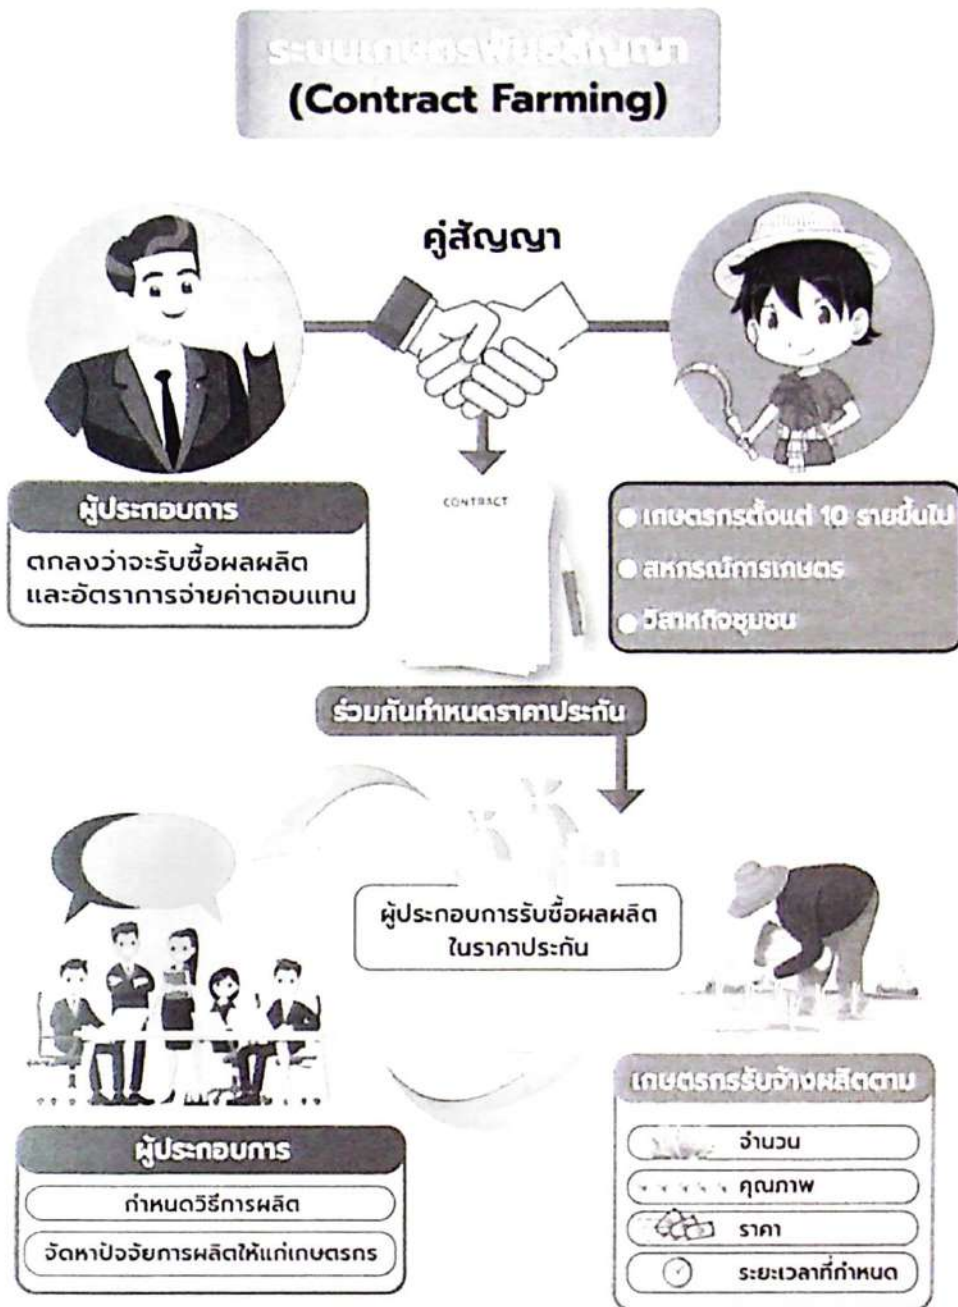 ระบบเกษตรพันธสัญญา
(Contract Farming)
คู่สัญญา
ผู้ประกอบการ
ตกลงว่าจะรับซื้อผลผลิต
และอัตราการจ่ายค่าตอบแทน
CONTRACT
เกษตรกรตั้งแต่ 10 รายขึ้นไป
สหกรณ์การเกษตร
วิสาหกิจชุมชน
ร่วมกันกำหนดราคาประกัน
ผู้ประกอบการรับซื้อผลผลิต
ในราคาประกัน
ผู้ประกอบการ
กำหนดวิธีการผลิต
จัดหาปัจจัยการผลิตให้แก่เกษตรกร
เกษตรกรรับจ้างผลิตตาม
จำนวน
คุณภาพ
ราคา
ระยะเวลาที่กำหนด